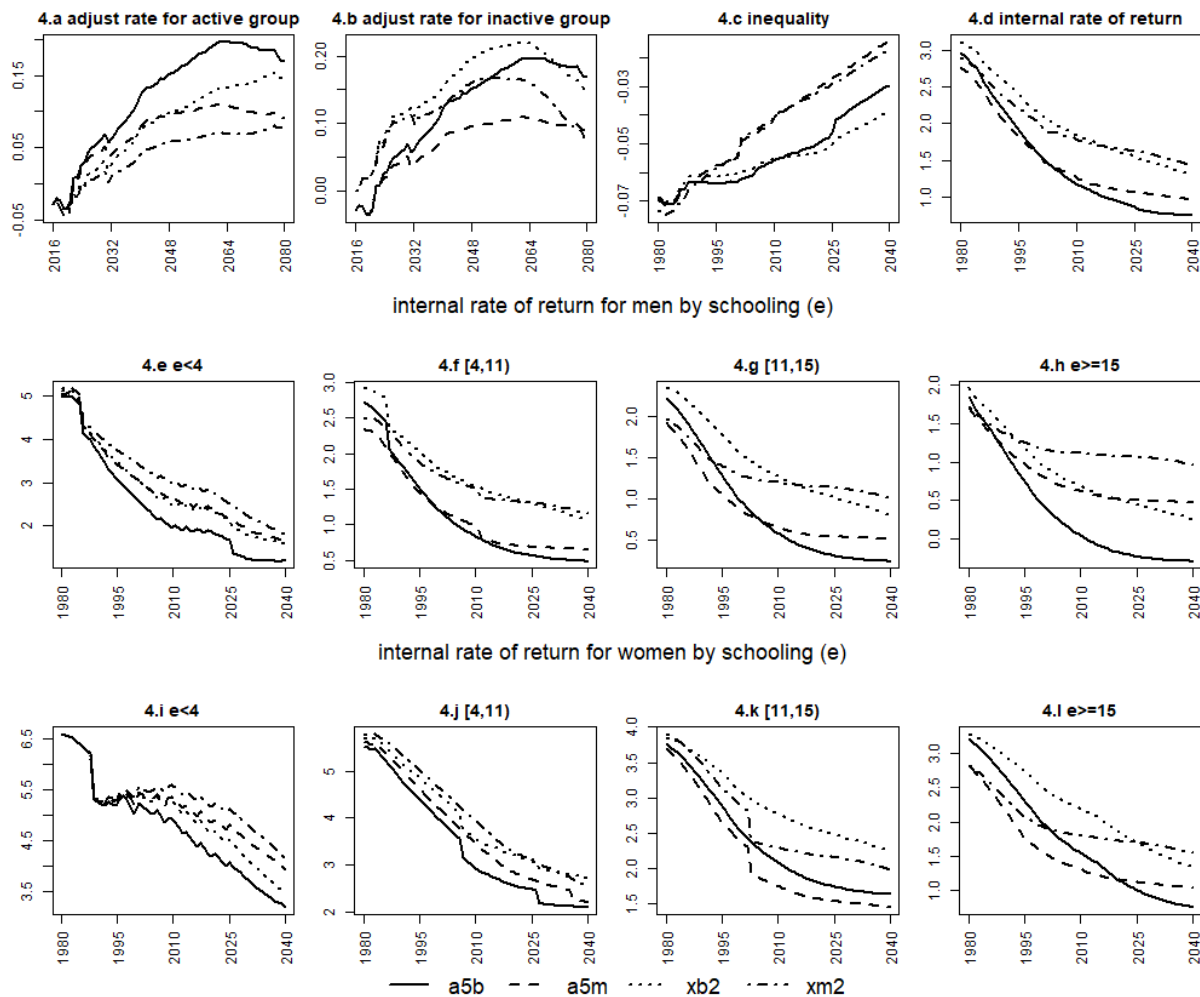 4.a adjust rate for active group 4.b adjust rate for inactive group 4.c inequality 4.d internal rate of return
0.15
0.05
-0.05
2016 2032 2048 2064 2080
0.20
0.10
0.00
2016 2032 2048 2064 2080
-0.03
-0.05
-0.07
1980 1995 2010 2025 2040
3.0
2.5
2.0
1.5
1.0
1980 1995 2010 2025 2040
internal rate of return for men by schooling (e)
4.e e<4 4.f [4,11) 4.g [11,15) 4.h e>=15
5
4
3
2
1980 1995 2010 2025 2040
3.0
2.5
2.0
1.5
1.0
0.5
1980 1995 2010 2025 2040
2.0
1.5
1.0
0.5
1980 1995 2010 2025 2040
2.0
1.5
1.0
0.5
0.0
1980 1995 2010 2025 2040
internal rate of return for women by schooling (e)
4.i e<4 4.j [4,11) 4.k [11,15) 4.l e>=15
6.5
5.5
4.5
3.5
1980 1995 2010 2025 2040
5
4
3
2
1980 1995 2010 2025 2040
4.0
3.5
3.0
2.5
2.0
1.5
1980 1995 2010 2025 2040
3.0
2.5
2.0
1.5
1.0
1980 1995 2010 2025 2040
a5b a5m xb2 xm2